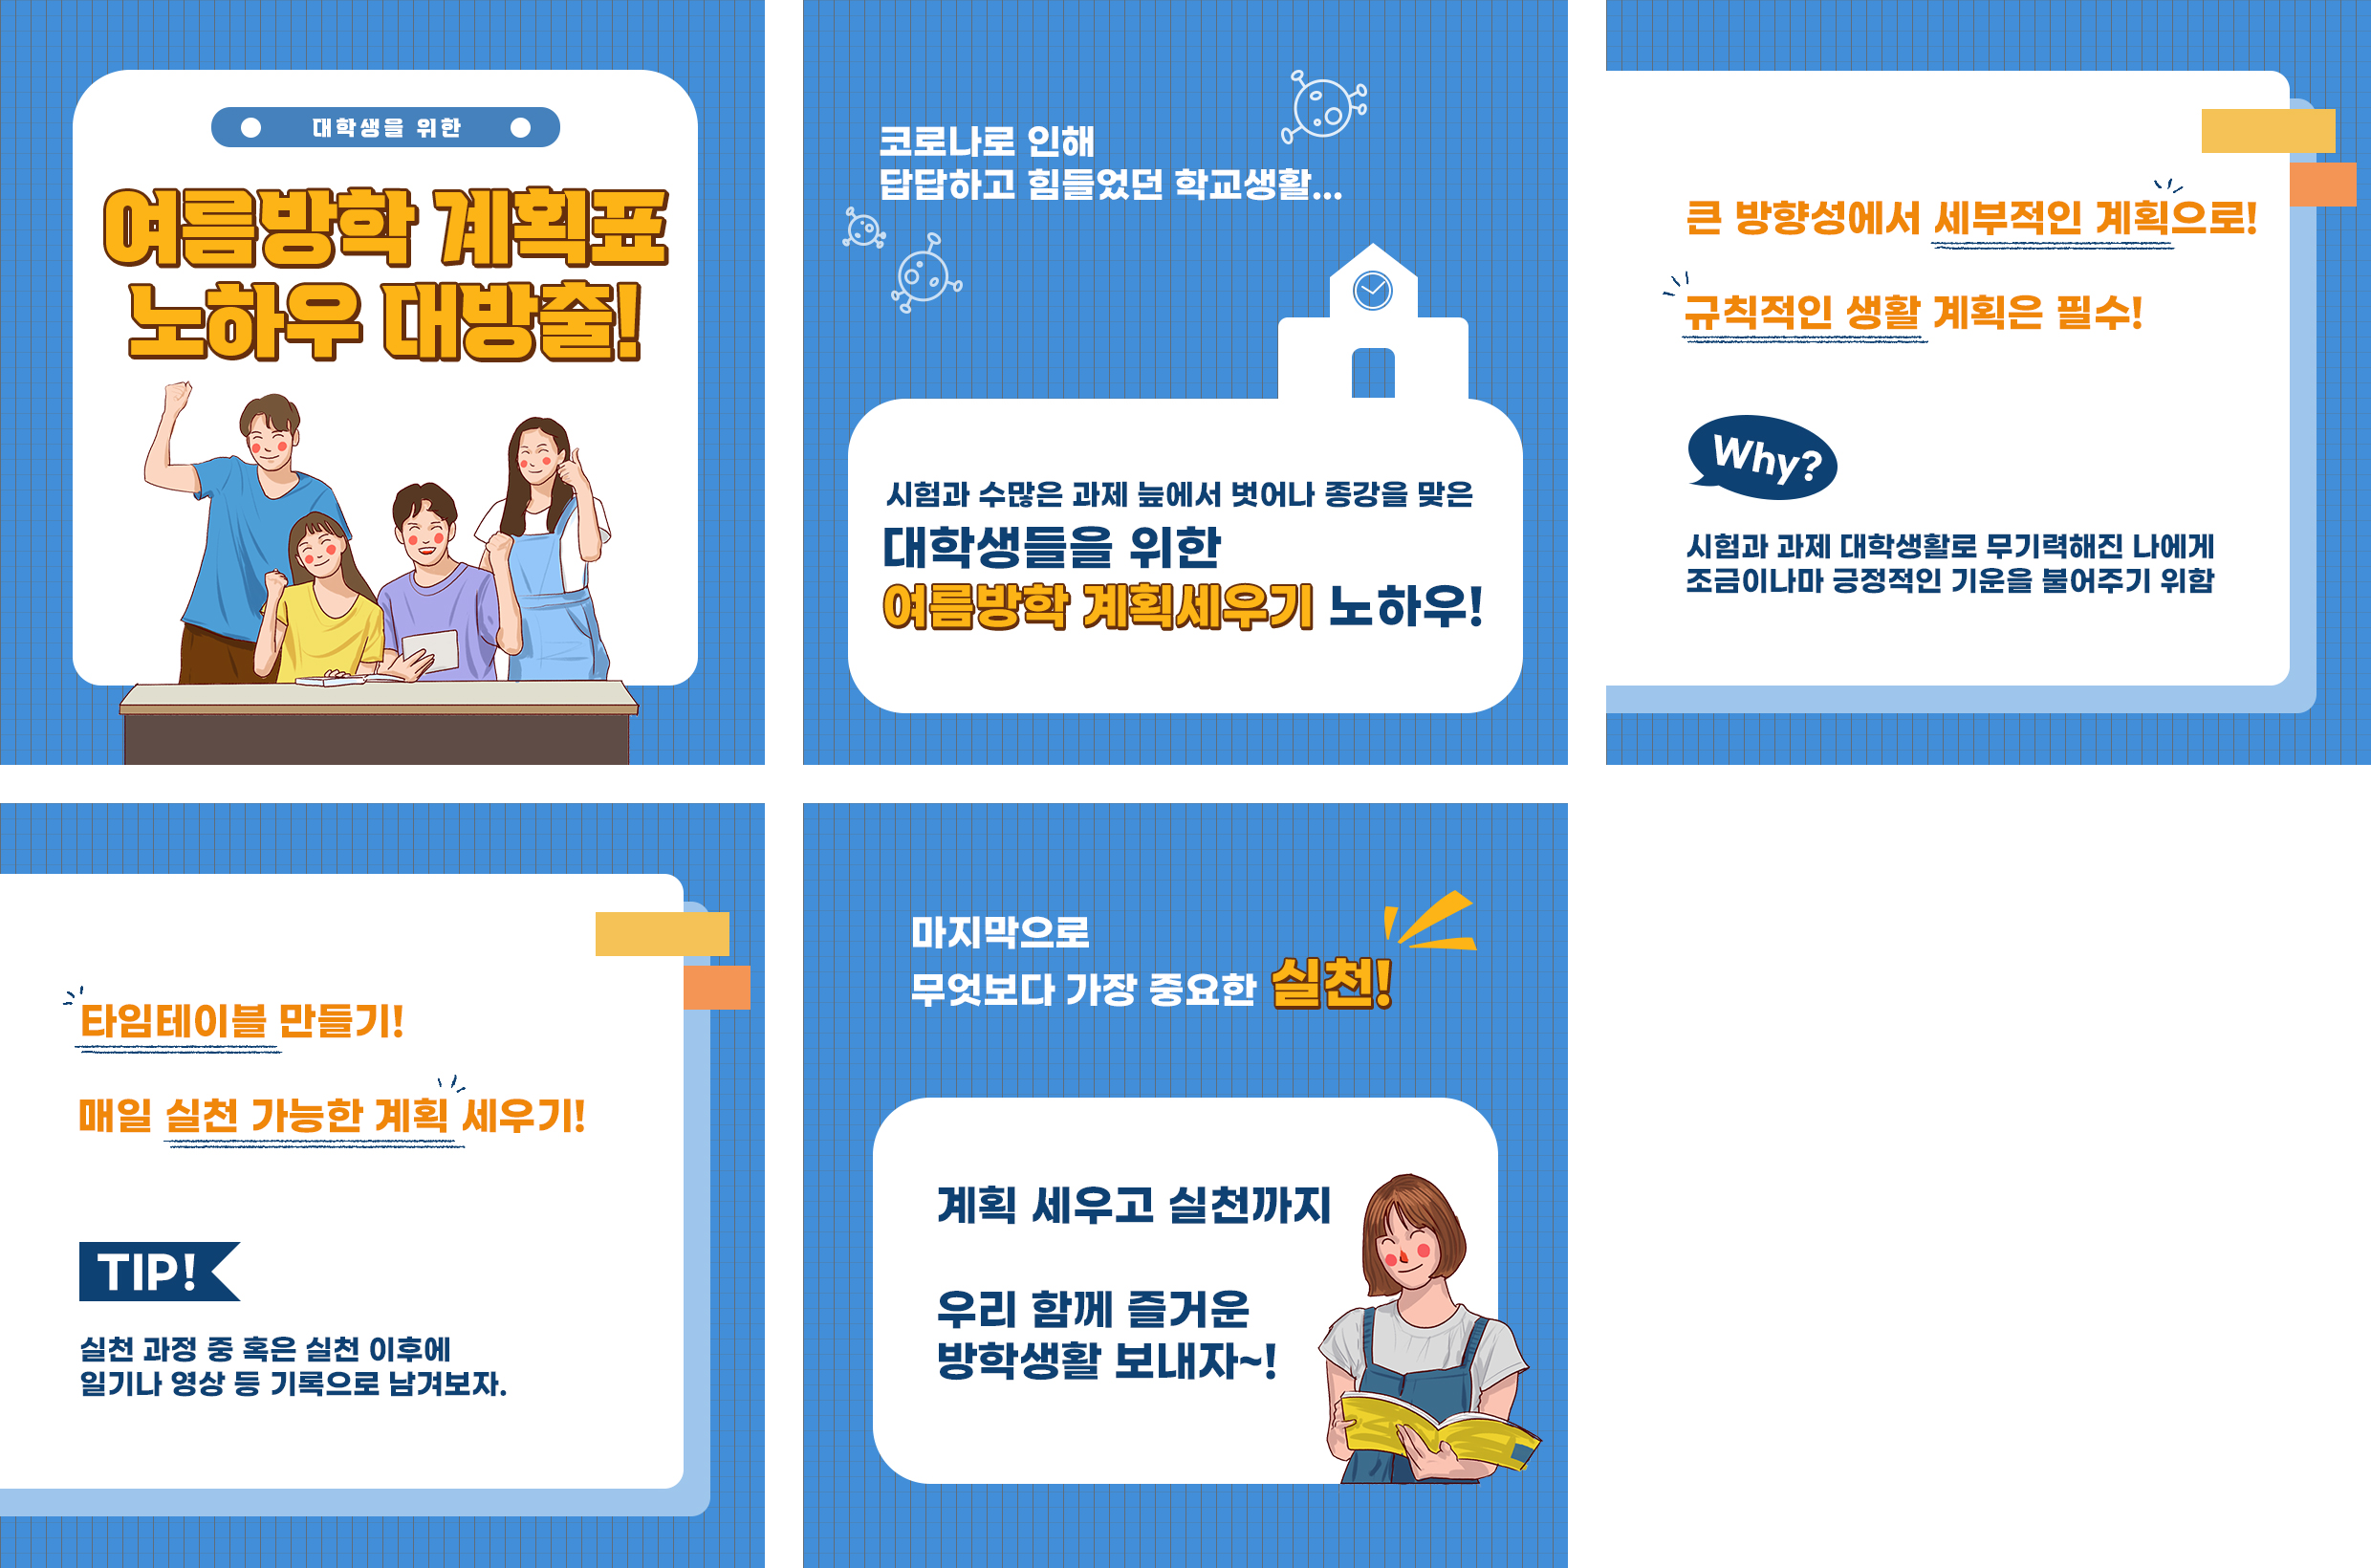 대학생을 위한
여름방학 계획표
노하우 대방출!
코로나로 인해
답답하고 힘들었던 학교생활...
시험과 수많은 과제 늪에서 벗어나 종강을 맞은
대학생들을 위한
여름방학 계획세우기 노하우!
큰 방향성에서 세부적인 계획으로!
규칙적인 생활 계획은 필수!
Why?
시험과 과제 대학생활로 무기력해진 나에게
조금이나마 긍정적인 기운을 불어주기 위함
타임테이블 만들기!
매일 실천 가능한 계획 세우기!
TIP!
실천 과정 중 혹은 실천 이후에
일기나 영상 등 기록으로 남겨보자.
마지막으로
무엇보다 가장 중요한 실천!
계획 세우고 실천까지
우리 함께 즐거운
방학생활 보내자~!